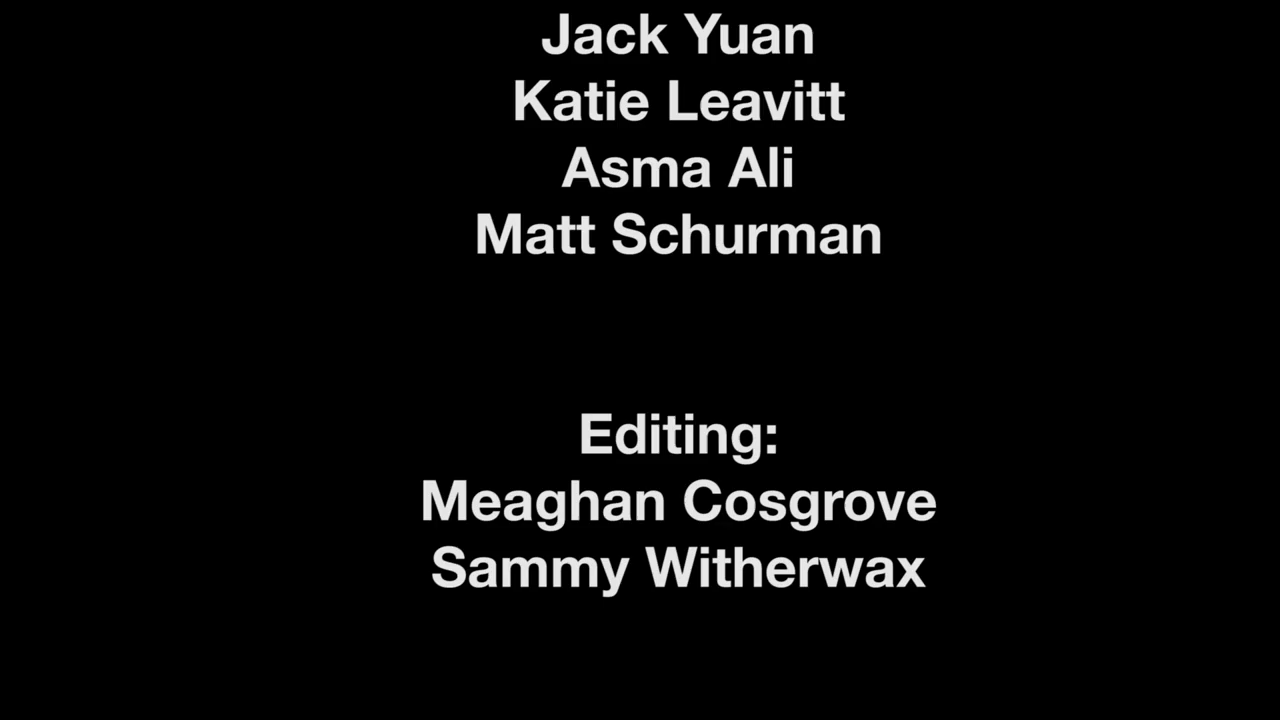 Jack Yuan
Katie Leavitt
Asma Ali
Matt Schurman
Editing:
Meaghan Cosgrove
Sammy Witherwax